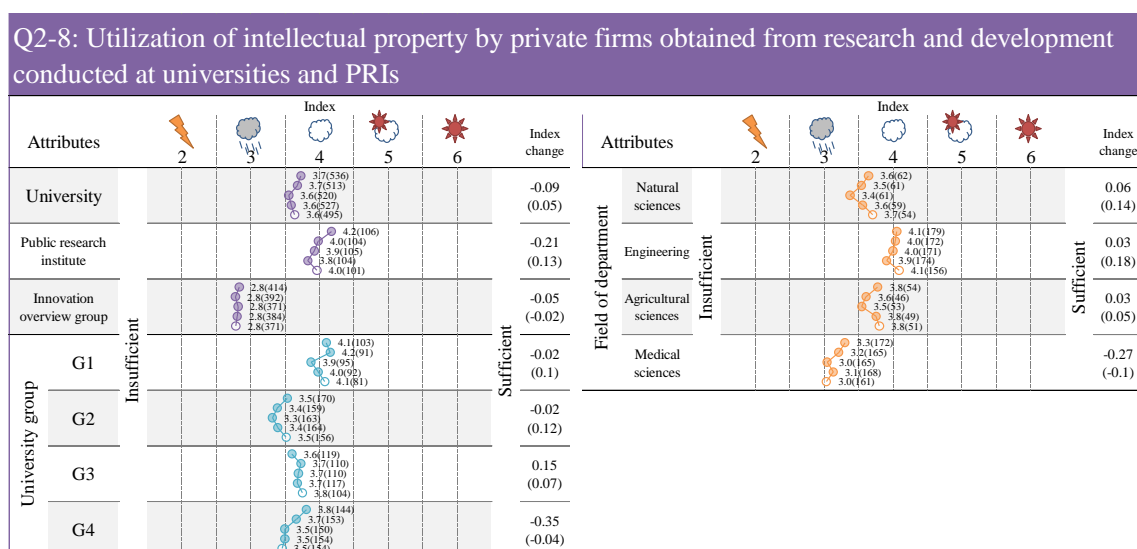 Q2-8: Utilization of intellectual property by private firms obtained from research and development
conducted at universities and PRIs
Attributes
Index
2 3 4 5 6
Index
change
Insufficient
Sufficient
University
3.7(536)
3.7(513)
3.6(520)
3.6(527)
3.6(495)
-0.09
(0.05)
Public research
institute
4.2(106)
4.0(104)
3.9(105)
3.8(104)
4.0(101)
-0.21
(0.13)
Innovation
overview group
2.8(414)
2.8(392)
2.8(371)
2.8(384)
2.8(371)
-0.05
(-0.02)
University group
G1
4.1(103)
4.2(91)
3.9(95)
4.0(92)
4.1(81)
-0.02
(0.1)
G2
3.5(170)
3.4(159)
3.3(163)
3.4(164)
3.5(156)
-0.02
(0.12)
G3
3.6(119)
3.7(110)
3.7(110)
3.7(117)
3.8(104)
0.15
(0.07)
G4
3.8(144)
3.7(153)
3.5(150)
3.5(154)
3.5(154)
-0.35
(-0.04)
Attributes
Index
2 3 4 5 6
Index
change
Field of department
Insufficient
Sufficient
Natural
sciences
3.6(62)
3.5(61)
3.4(61)
3.6(59)
3.7(54)
0.06
(0.14)
Engineering
4.1(179)
4.0(172)
4.0(171)
3.9(174)
4.1(156)
0.03
(0.18)
Agricultural
sciences
3.8(54)
3.6(46)
3.5(53)
3.8(49)
3.8(51)
0.03
(0.05)
Medical
sciences
3.3(172)
3.2(165)
3.0(165)
3.1(168)
3.0(161)
-0.27
(-0.1)